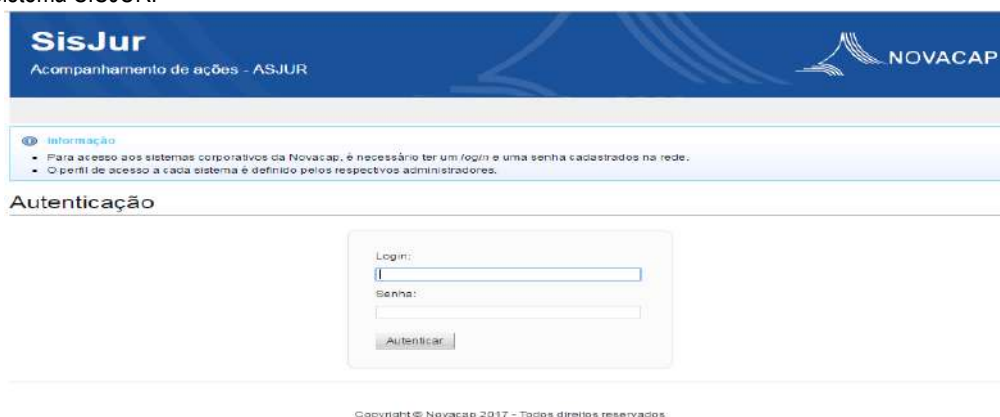 sistema SISJUR.
SisJur
Acompanhamento de ações - ASJUR
NOVACAP
Informação
Para acesso aos sistemas corporativos da Novacap, é necessário ter um login e uma senha cadastrados na rede.
O perfil de acesso a cada sistema é definido pelos respectivos administradores.
Autenticação
Login:
Senha:
Autenticar
Copyright © Novacap 2017 - Todos direitos reservados